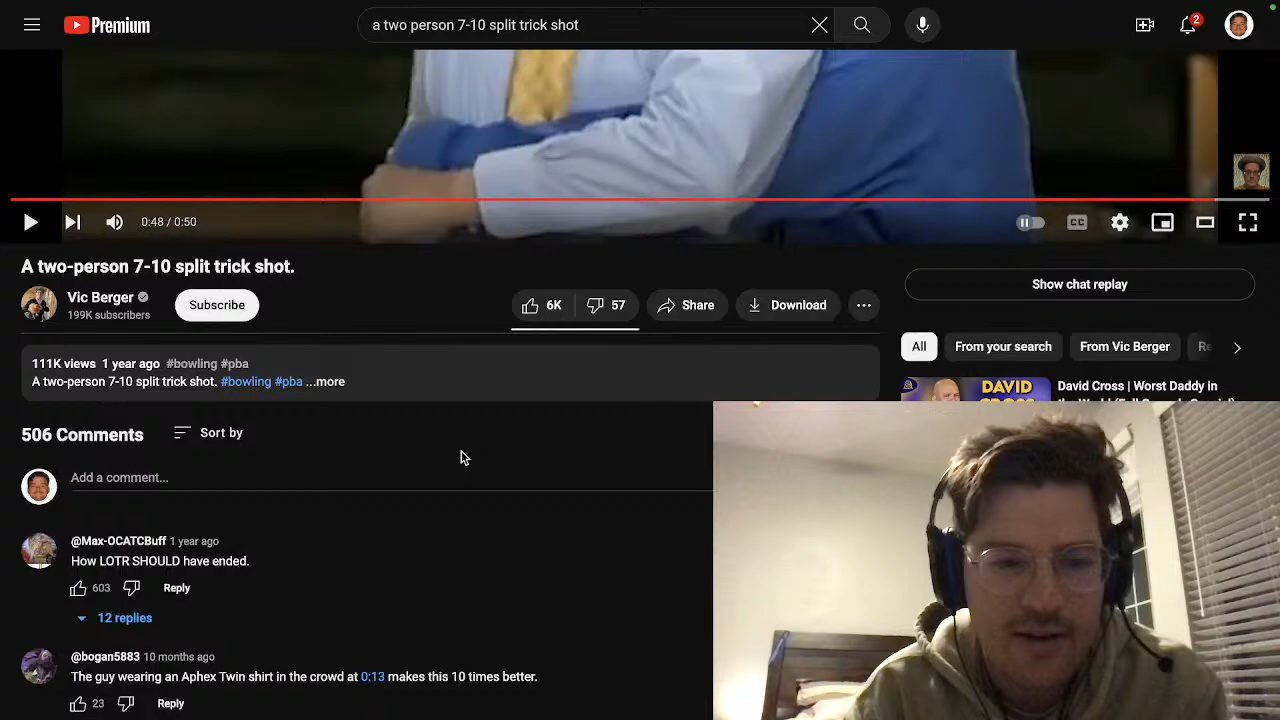 Premium
a two person 7-10 split trick shot
2
0:48 / 0:50
CC
A two-person 7-10 split trick shot.
Vic Berger
199K subscribers
Subscribe
6K
57
Share
Download
Show chat replay
111K views 1 year ago #bowling #pba
A two-person 7-10 split trick shot. #bowling #pba ...more
All
From your search
From Vic Berger
Re
DAVID
David Cross | Worst Daddy in
506 Comments
Sort by
Add a comment...
@Max-OCATCBuff 1 year ago
How LOTR SHOULD have ended.
603
Reply
12 replies
@bogan5883 10 months ago
The guy wearing an Aphex Twin shirt in the crowd at 0:13 makes this 10 times better.
23
Reply